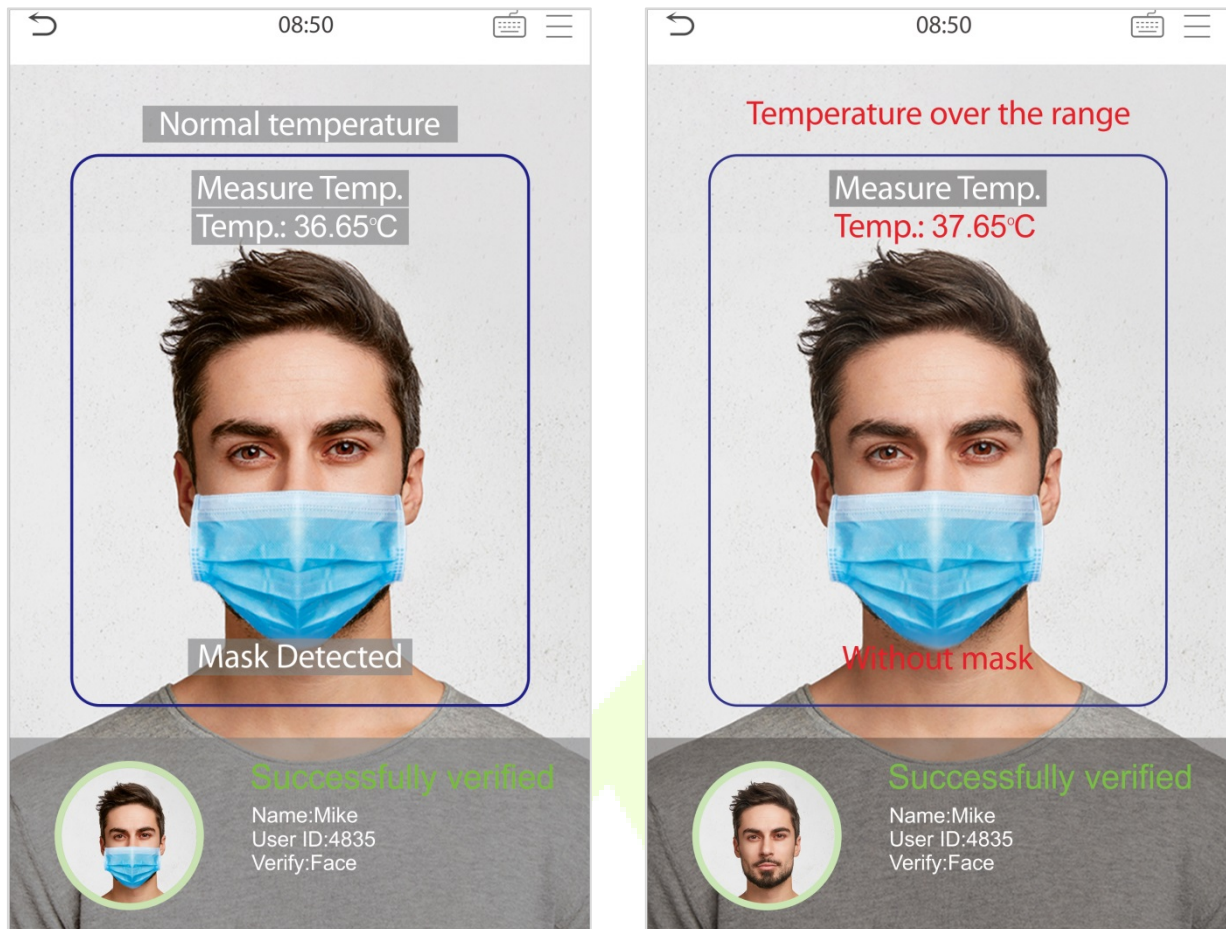 08:50
Normal temperature
Measure Temp.
Temp.: 36.65°C
Mask Detected
Successfully verified
Name:Mike
User ID:4835
Verify:Face
08:50
Temperature over the range
Measure Temp.
Temp.: 37.65°C
Without mask
Successfully verified
Name:Mike
User ID:4835
Verify:Face